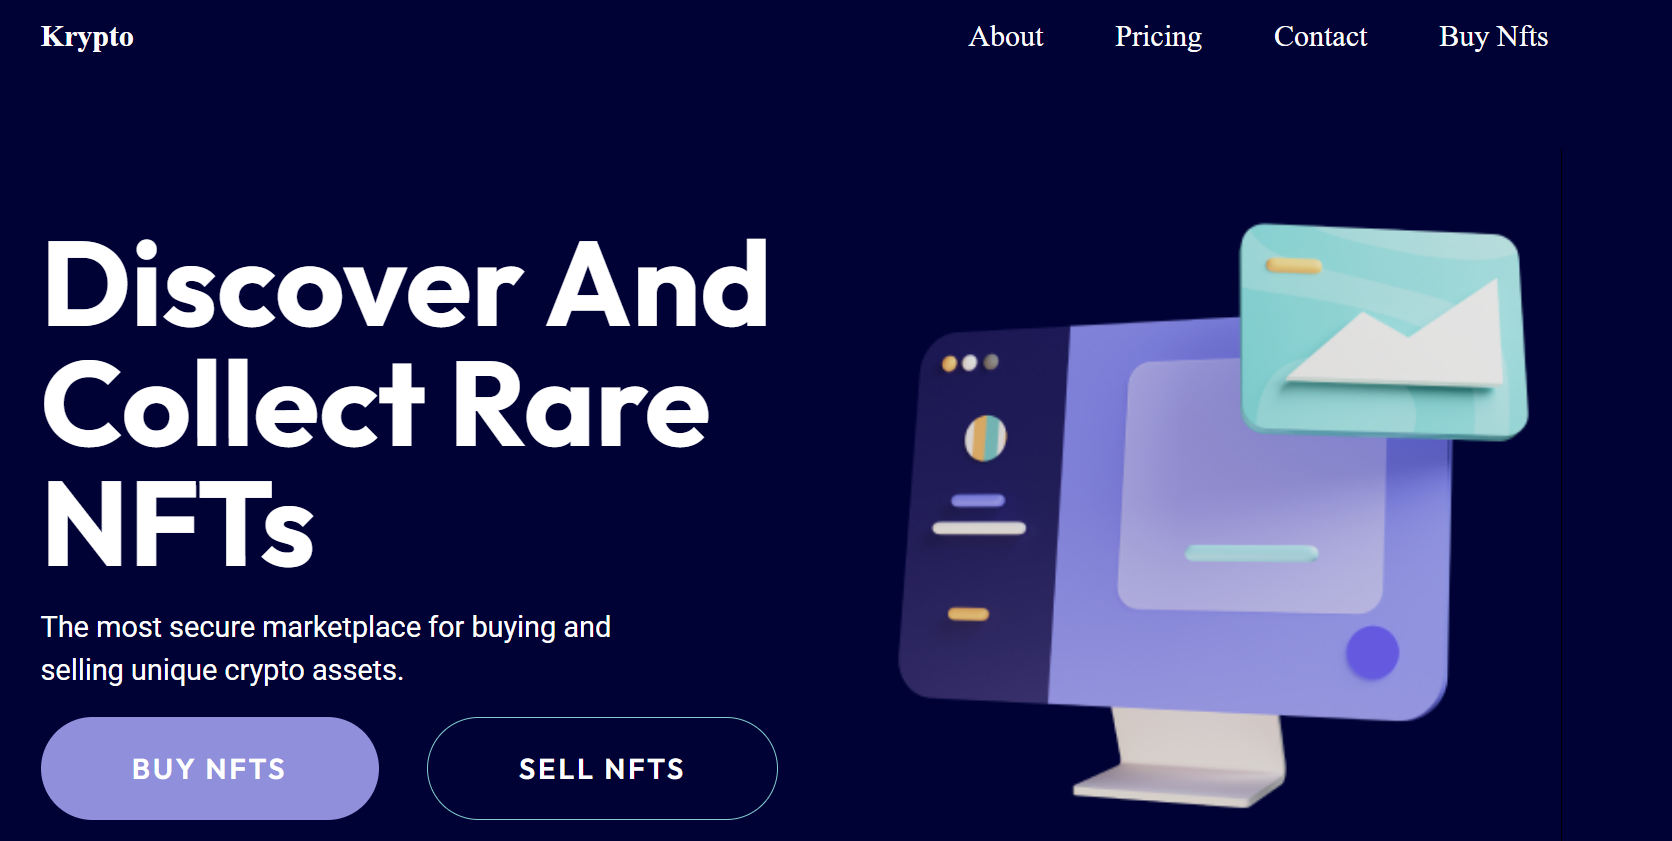 Krypto
About
Pricing
Contact
Buy Nfts
Discover And
Collect Rare
NFTs
The most secure marketplace for buying and
selling unique crypto assets.
BUY NFTS
SELL NFTS